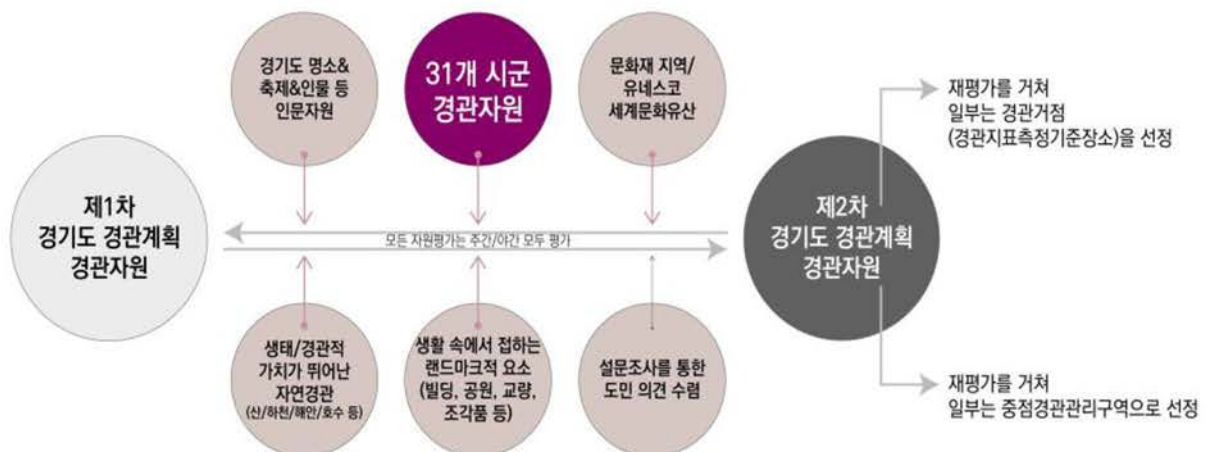 경기도 명소&
축제&인물 등
인문자원
31개 시군
경관자원
문화재 지역/
유네스코
세계문화유산
재평가를 거쳐
일부는 경관거점
(경관지표측정기준장소)을 선정
제1차
경기도 경관계획
경관자원
모든 자원평가는 주간/야간 모두 평가
제2차
경기도 경관계획
경관자원
생태/경관적
가치가 뛰어난
자연경관
(산/하천/해안/호수 등)
생활 속에서 접하는
랜드마크적 요소
(빌딩, 공원, 교량,
조각품 등)
설문조사를 통한
도민 의견 수렴
재평가를 거쳐
일부는 중점경관관리구역으로 선정